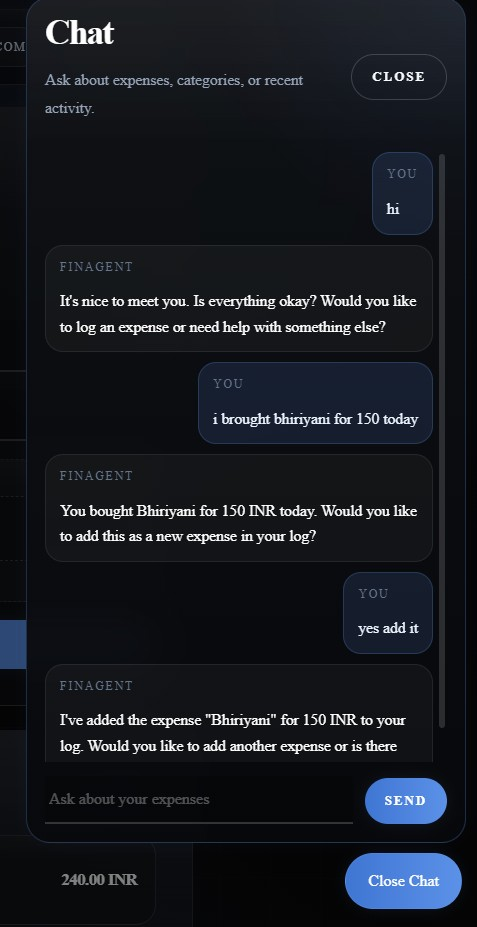 Chat
Ask about expenses, categories, or recent
activity.
CLOSE
COM
YOU
hi
FINAGENT
It's nice to meet you. Is everything okay? Would you like
to log an expense or need help with something else?
YOU
i brought bhiriyani for 150 today
FINAGENT
You bought Bhiriyani for 150 INR today. Would you like
to add this as a new expense in your log?
YOU
yes add it
FINAGENT
I've added the expense "Bhiriyani" for 150 INR to your
log. Would you like to add another expense or is there
Ask about your expenses
SEND
240.00 INR
Close Chat